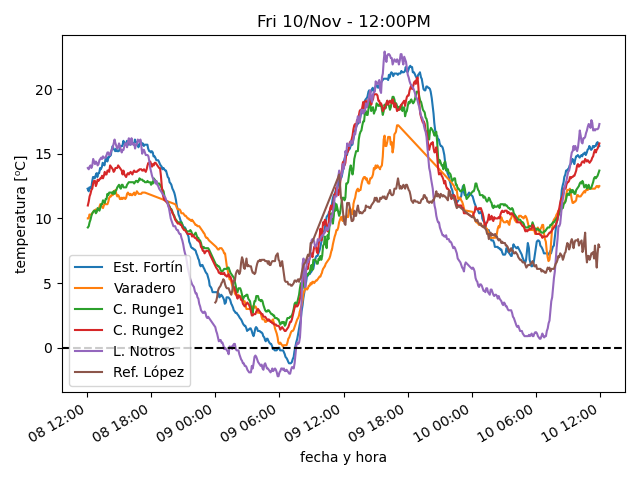 Fri 10/Nov - 12:00PM
temperatura [ºC]
20
15
10
5
0
Est. Fortín
Varadero
C. Runge1
C. Runge2
L. Notros
Ref. López
08 12:00
08 18:00
09 00:00
09 06:00
09 12:00
09 18:00
10 00:00
10 06:00
10 12:00
fecha y hora